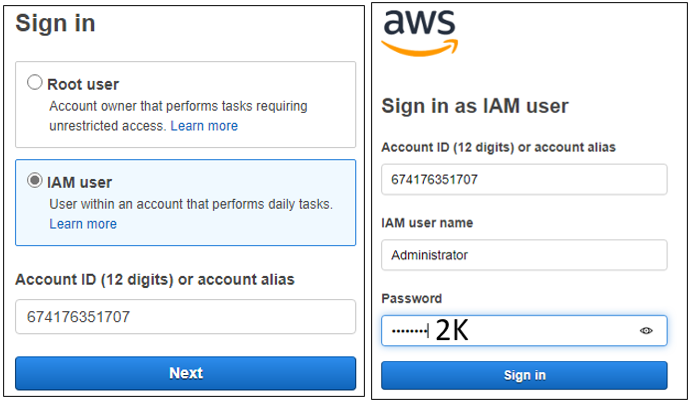 Sign in
Root user
Account owner that performs tasks requiring
unrestricted access. Learn more
IAM user
User within an account that performs daily tasks.
Learn more
Account ID (12 digits) or account alias
674176351707
Next
aws
Sign in as IAM user
Account ID (12 digits) or account alias
674176351707
IAM user name
Administrator
Password
••••••••| 2K
Sign in